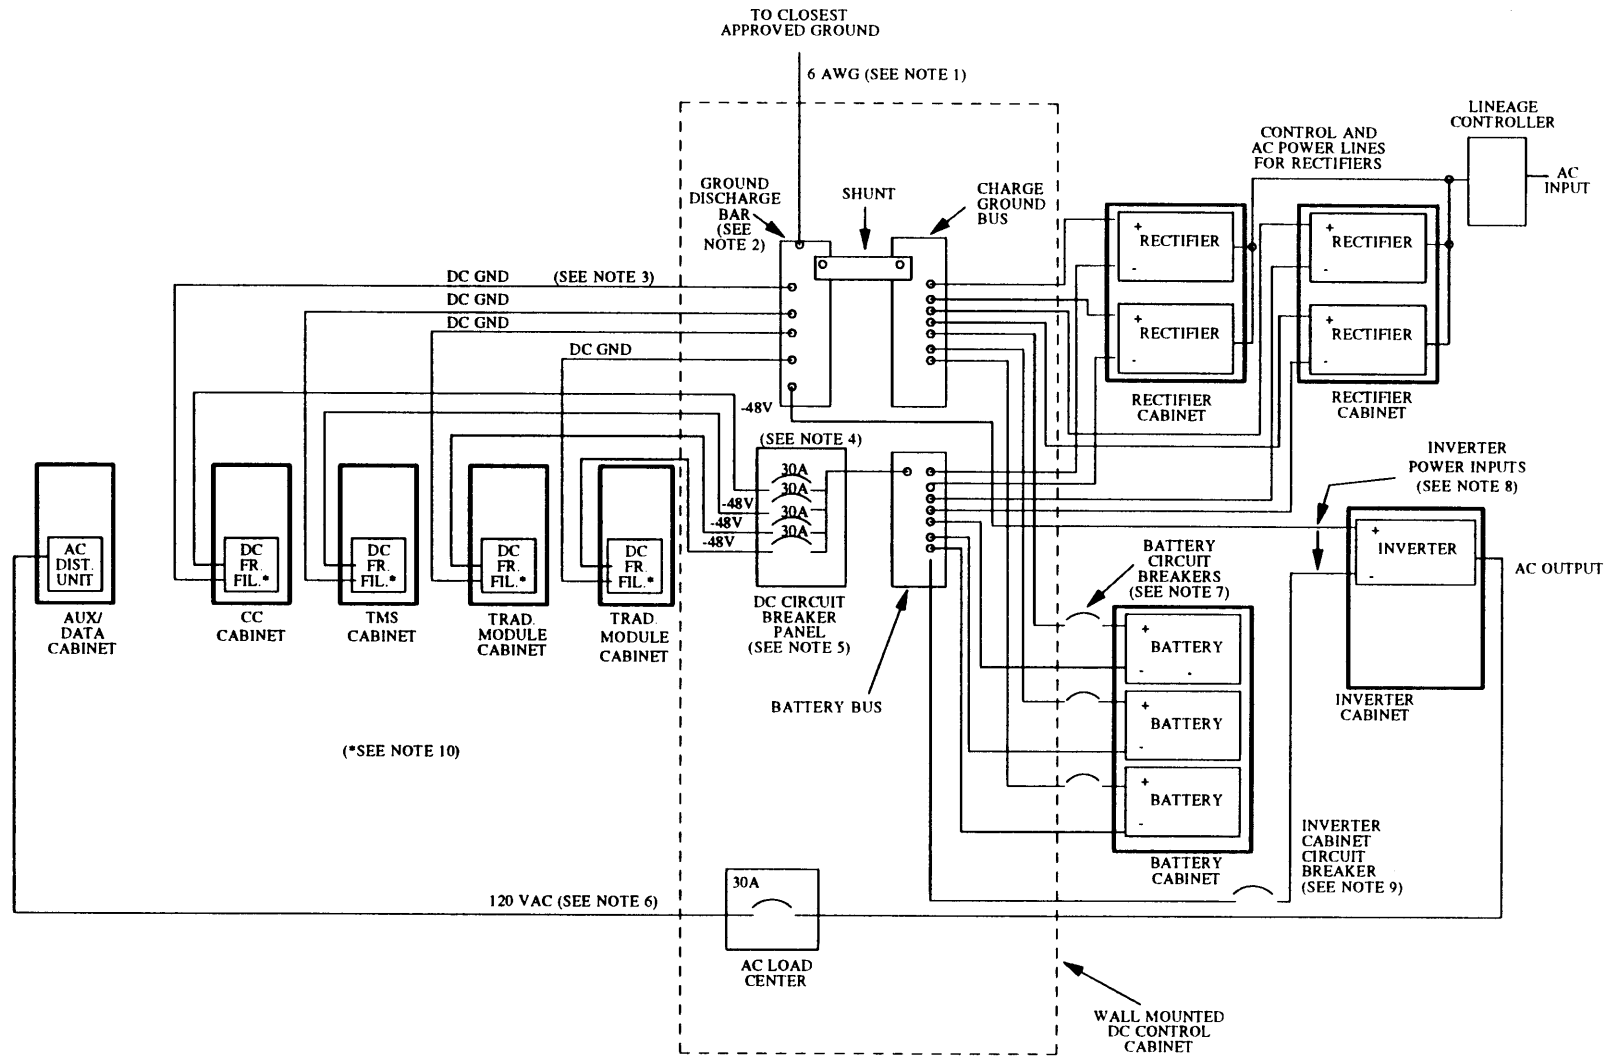 TO CLOSEST
APPROVED GROUND
6 AWG (SEE NOTE 1)
LINEAGE
CONTROLLER
CONTROL AND
AC POWER LINES
FOR RECTIFIERS
AC
INPUT
GROUND
DISCHARGE
BAR
(SEE
NOTE 2)
SHUNT
CHARGE
GROUND
BUS
+
RECTIFIER
-
+
RECTIFIER
-
+
RECTIFIER
-
+
RECTIFIER
-
RECTIFIER
CABINET
RECTIFIER
CABINET
DC GND
(SEE NOTE 3)
DC GND
DC GND
DC GND
-48V
(SEE NOTE 4)
30A
30A
-48V
30A
-48V
30A
-48V
INVERTER
POWER INPUTS
(SEE NOTE 8)
AC
DIST.
UNIT
DC
FR.
FIL.*
DC
FR.
FIL.*
DC
FR.
FIL.*
DC
FR.
FIL.*
AUX/
DATA
CABINET
CC
CABINET
TMS
CABINET
TRAD.
MODULE
CABINET
TRAD.
MODULE
CABINET
DC CIRCUIT
BREAKER
PANEL
(SEE NOTE 5)
BATTERY
CIRCUIT
BREAKERS
(SEE NOTE 7)
+
INVERTER
-
AC OUTPUT
INVERTER
CABINET
BATTERY BUS
+
BATTERY
-
+
BATTERY
-
+
BATTERY
-
BATTERY
CABINET
(*SEE NOTE 10)
INVERTER
CABINET
CIRCUIT
BREAKER
(SEE NOTE 9)
120 VAC (SEE NOTE 6)
30A
AC LOAD
CENTER
WALL MOUNTED
DC CONTROL
CABINET